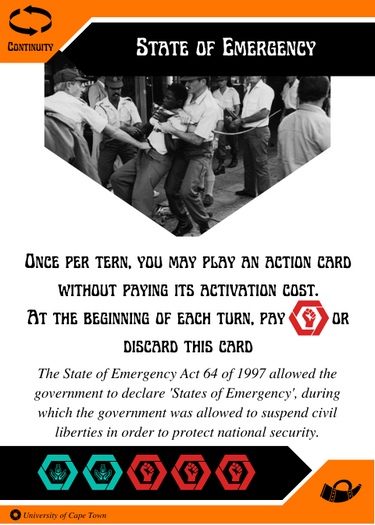 Continuity
State of Emergency
Once per tern, you may play an action card
without paying its activation cost.
At the beginning of each turn, pay or
discard this card
The State of Emergency Act 64 of 1997 allowed the
government to declare 'States of Emergency', during
which the government was allowed to suspend civil
liberties in order to protect national security.
University of Cape Town